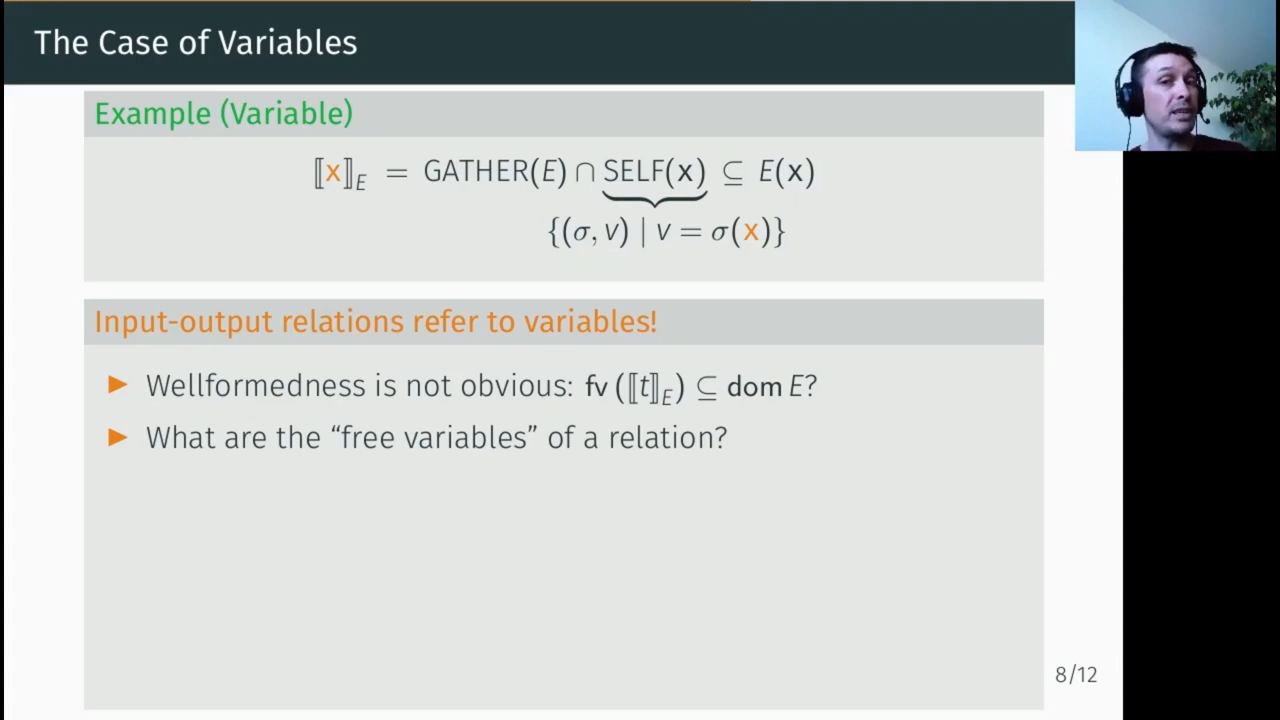 The Case of Variables
Example (Variable)
⟦x⟧_E = GATHER(E) ∩ SELF(x) ⊆ E(x)
{(σ, v) | v = σ(x)}
Input-output relations refer to variables!
▶ Wellformedness is not obvious: fv (⟦t⟧_E) ⊆ dom E?
▶ What are the “free variables” of a relation?
8/12